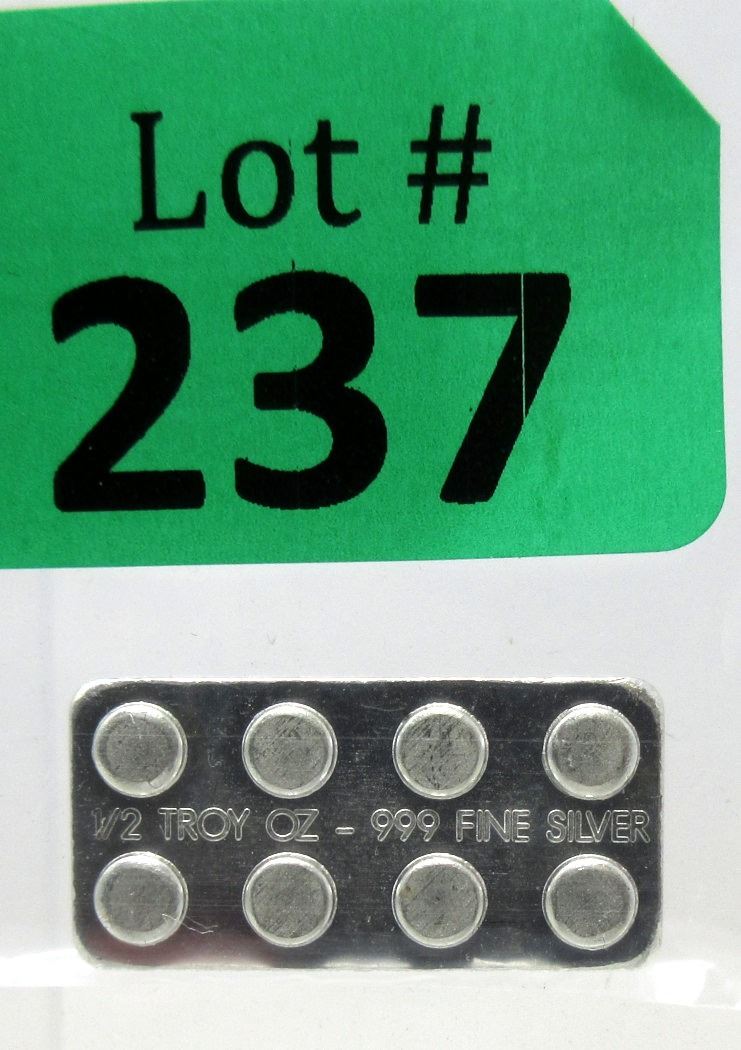 Lot #
237
1/2 TROY OZ - 999 FINE SILVER